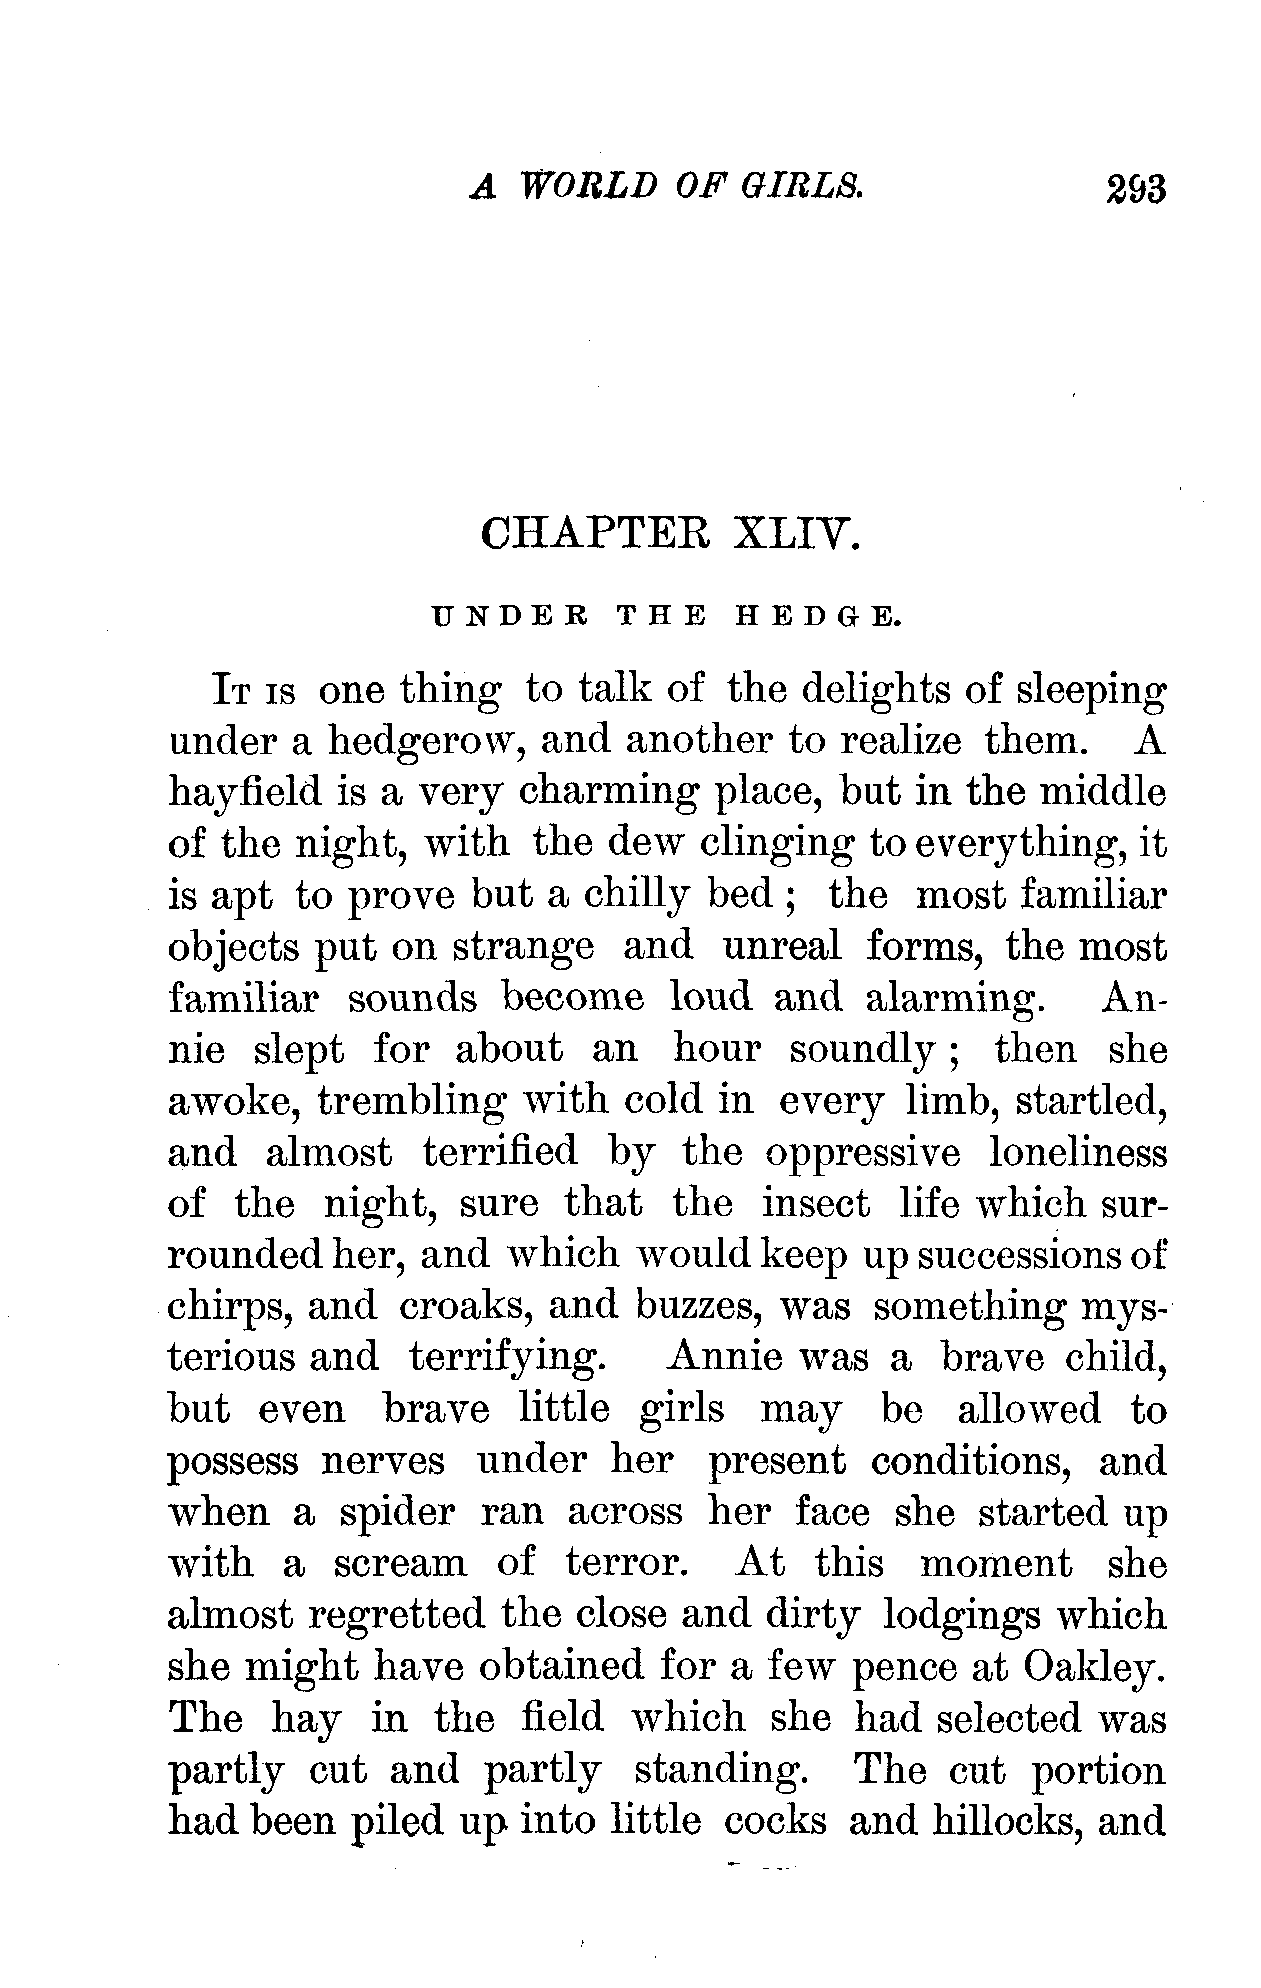 A WORLD OF GIRLS. 293
CHAPTER XLIV.
UNDER THE HEDGE.
IT IS one thing to talk of the delights of sleeping
under a hedgerow, and another to realize them. A
hayfield is a very charming place, but in the middle
of the night, with the dew clinging to everything, it
is apt to prove but a chilly bed ; the most familiar
objects put on strange and unreal forms, the most
familiar sounds become loud and alarming. An-
nie slept for about an hour soundly ; then she
awoke, trembling with cold in every limb, startled,
and almost terrified by the oppressive loneliness
of the night, sure that the insect life which sur-
rounded her, and which would keep up successions of
chirps, and croaks, and buzzes, was something mys-
terious and terrifying. Annie was a brave child,
but even brave little girls may be allowed to
possess nerves under her present conditions, and
when a spider ran across her face she started up
with a scream of terror. At this moment she
almost regretted the close and dirty lodgings which
she might have obtained for a few pence at Oakley.
The hay in the field which she had selected was
partly cut and partly standing. The cut portion
had been piled up into little cocks and hillocks, and